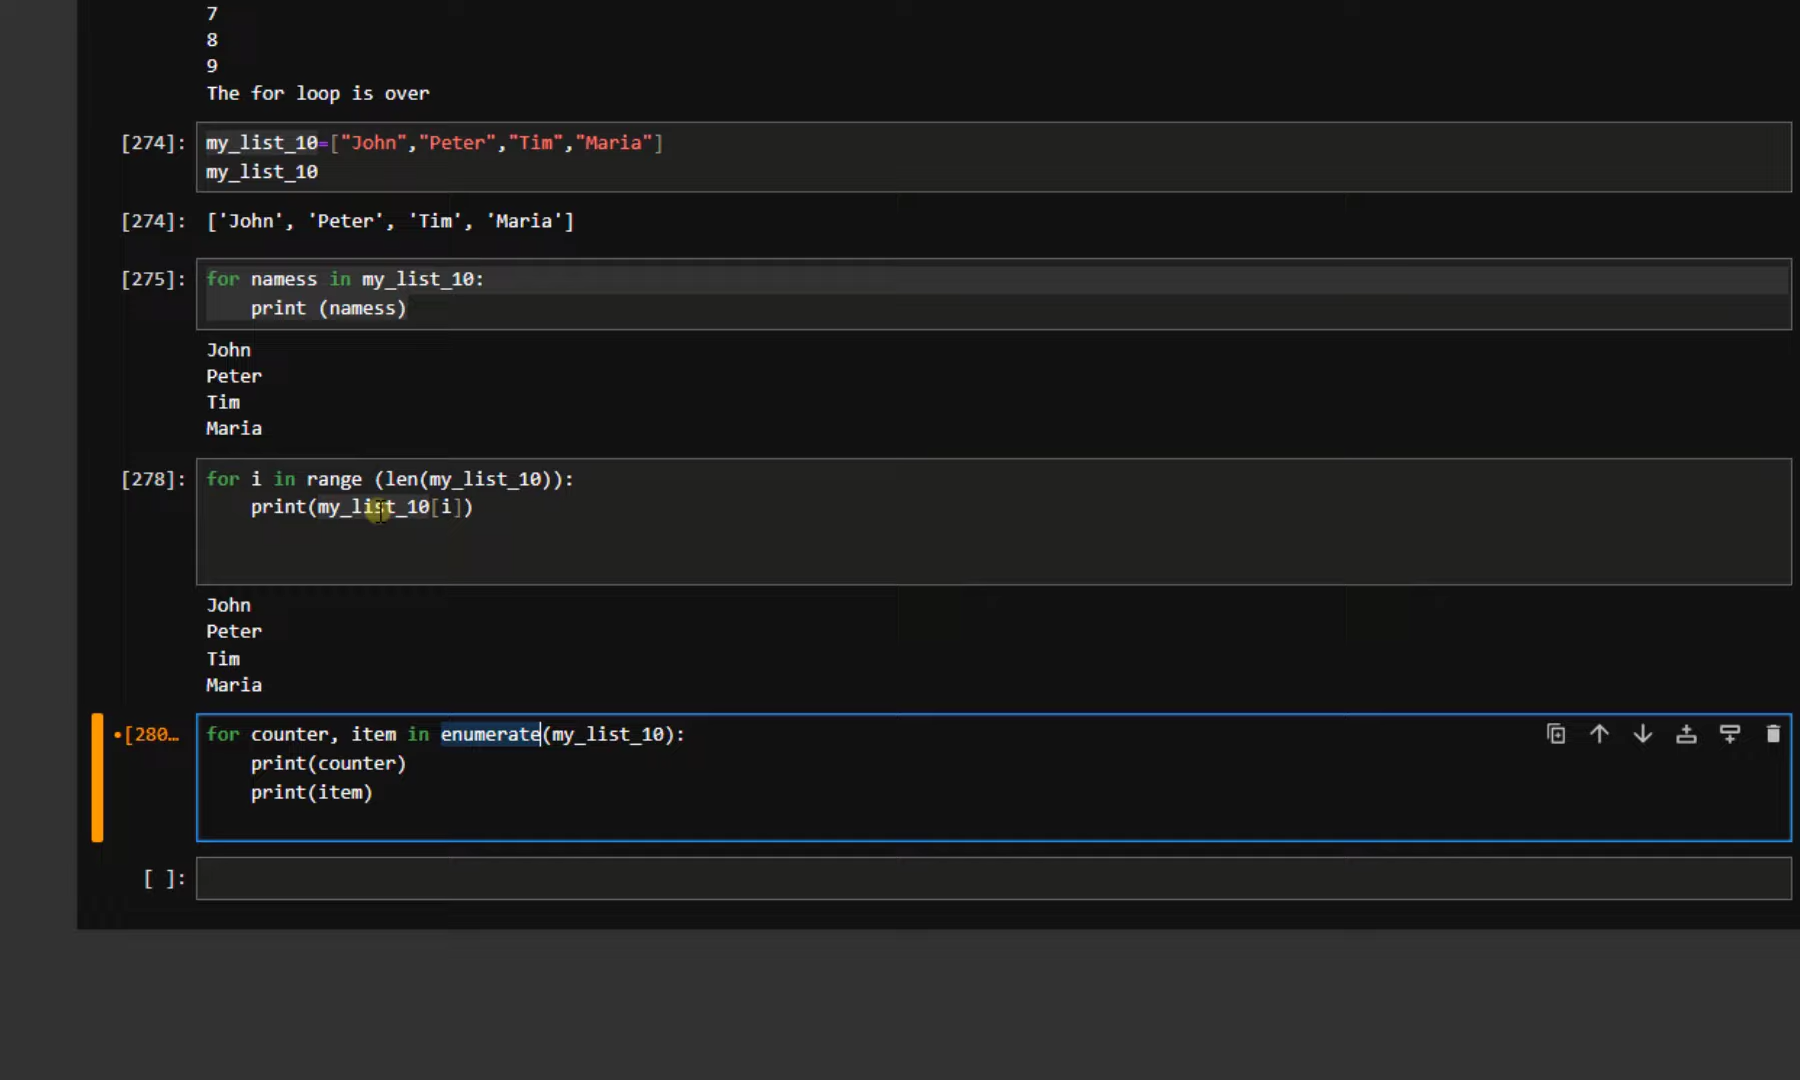 7
8
9
The for loop is over
[274]: my_list_10=["John","Peter","Tim","Maria"]
my_list_10
[274]: ['John', 'Peter', 'Tim', 'Maria']
[275]: for namess in my_list_10:
print (namess)
John
Peter
Tim
Maria
[278]: for i in range (len(my_list_10)):
print(my_list_10[i])
John
Peter
Tim
Maria
•[280… for counter, item in enumerate(my_list_10):
print(counter)
print(item)
[ ]: